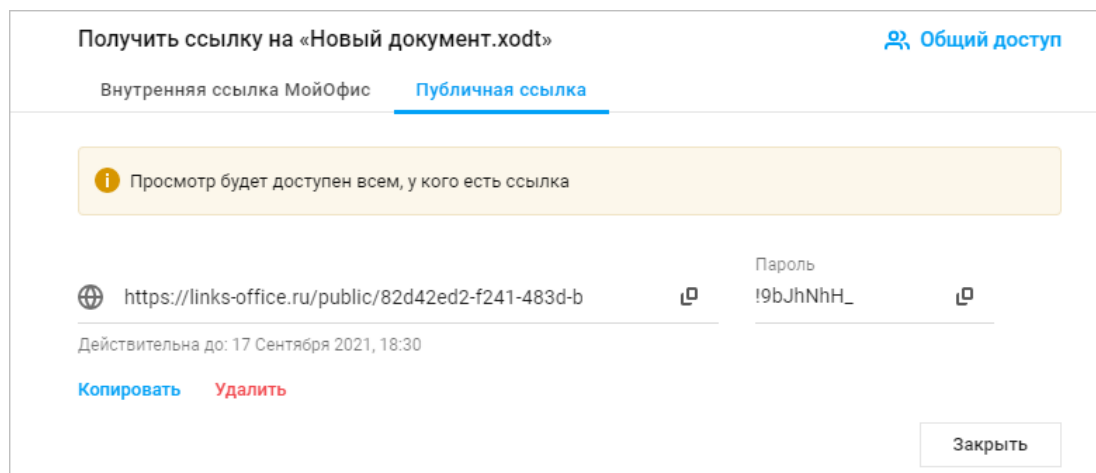 Получить ссылку на «Новый документ.xodt»
Общий доступ
Внутренняя ссылка МойОфис
Публичная ссылка
Просмотр будет доступен всем, у кого есть ссылка
Пароль
https://links-office.ru/public/82d42ed2-f241-483d-b
!9bJhNhH_
Действительна до: 17 Сентября 2021, 18:30
Копировать
Удалить
Закрыть